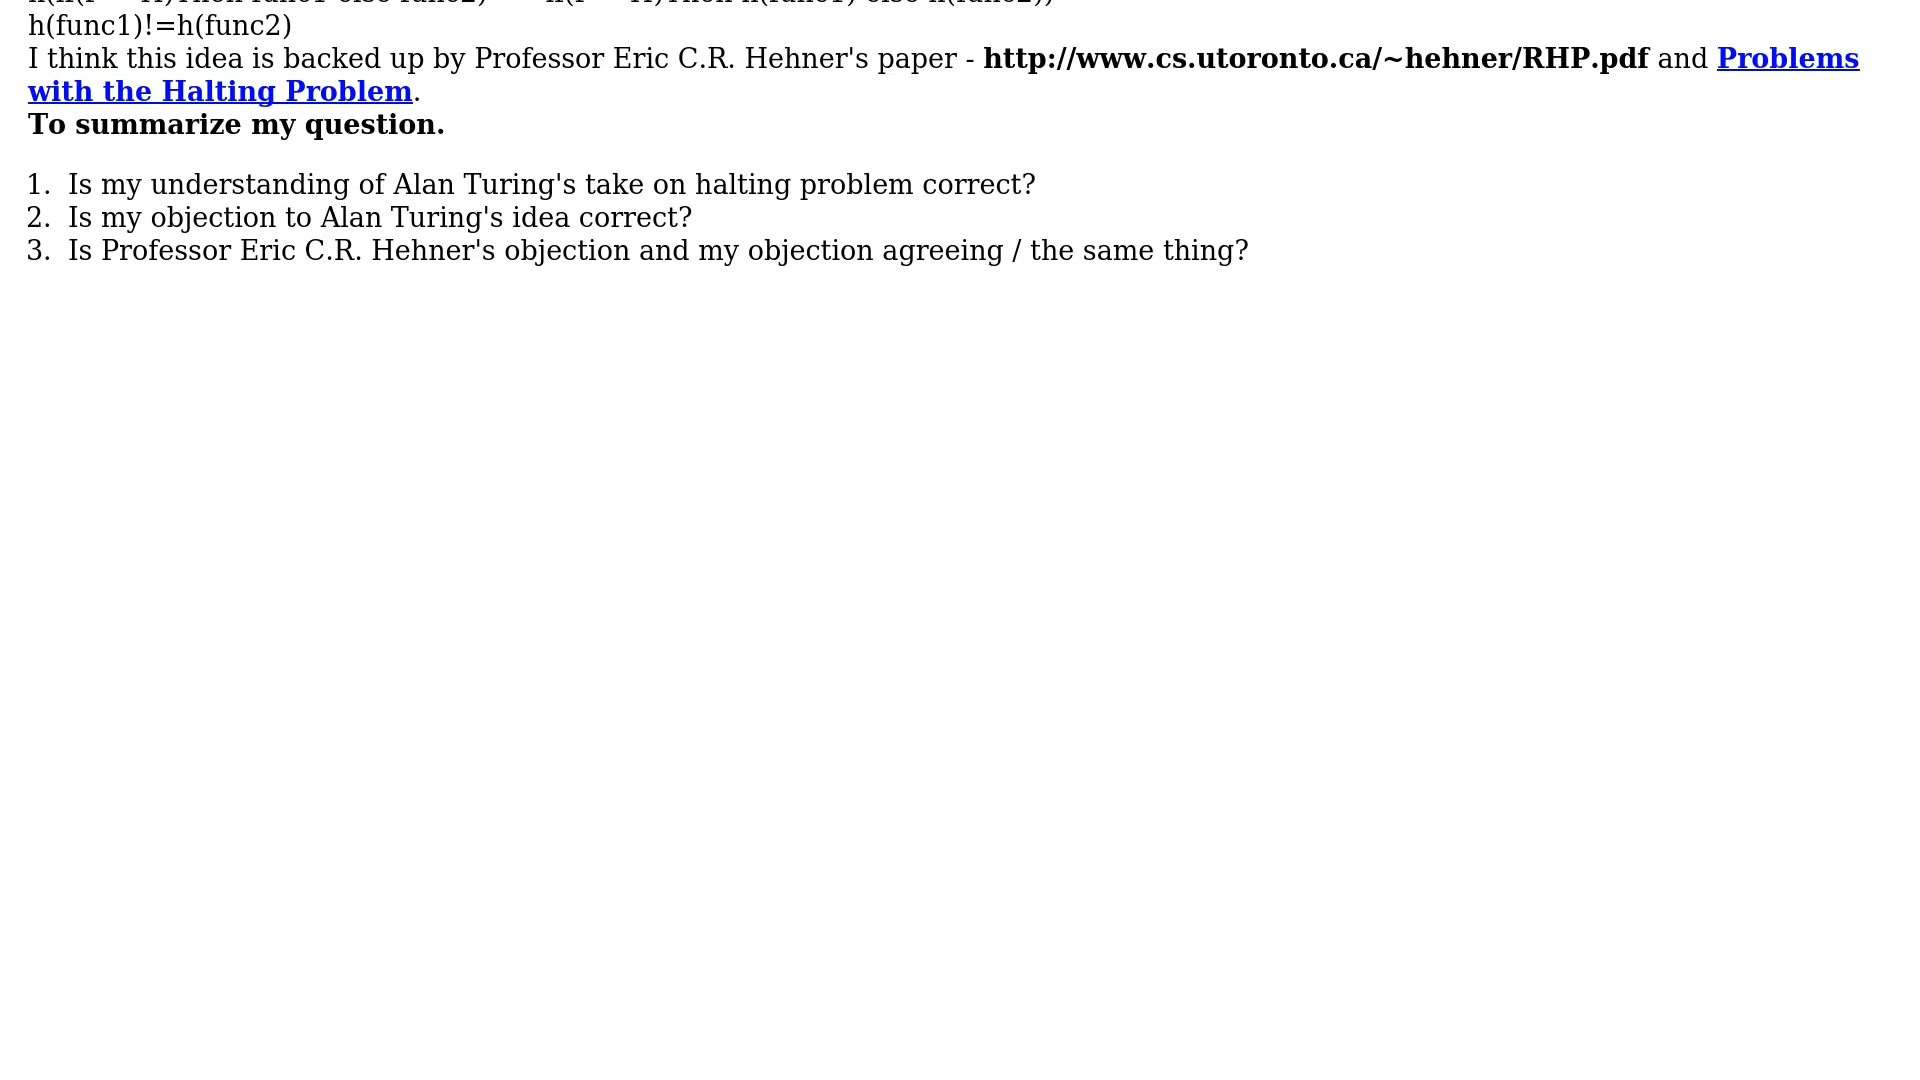 h(func1)!=h(func2)
I think this idea is backed up by Professor Eric C.R. Hehner's paper - http://www.cs.utoronto.ca/~hehner/RHP.pdf and Problems
with the Halting Problem.
To summarize my question.
1. Is my understanding of Alan Turing's take on halting problem correct?
2. Is my objection to Alan Turing's idea correct?
3. Is Professor Eric C.R. Hehner's objection and my objection agreeing / the same thing?